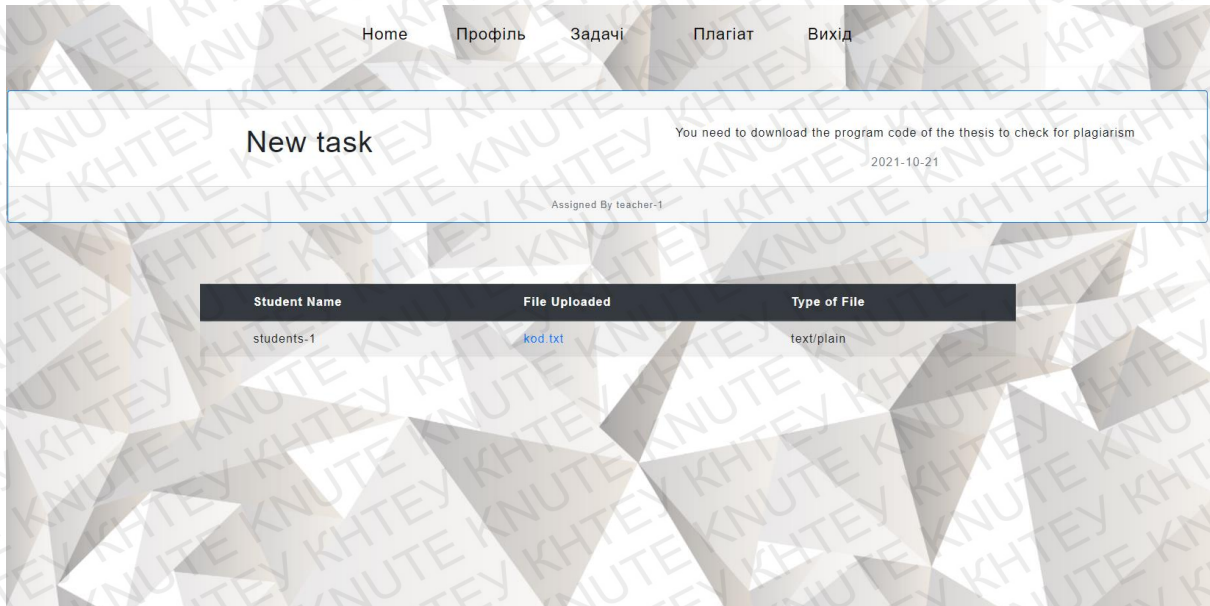 Home Профіль Задачі Плагіат Вихід
New task
You need to download the program code of the thesis to check for plagiarism
2021-10-21
Assigned By teacher-1
Student Name File Uploaded Type of File
students-1 kod.txt text/plain
KNUTE КНТЕУ